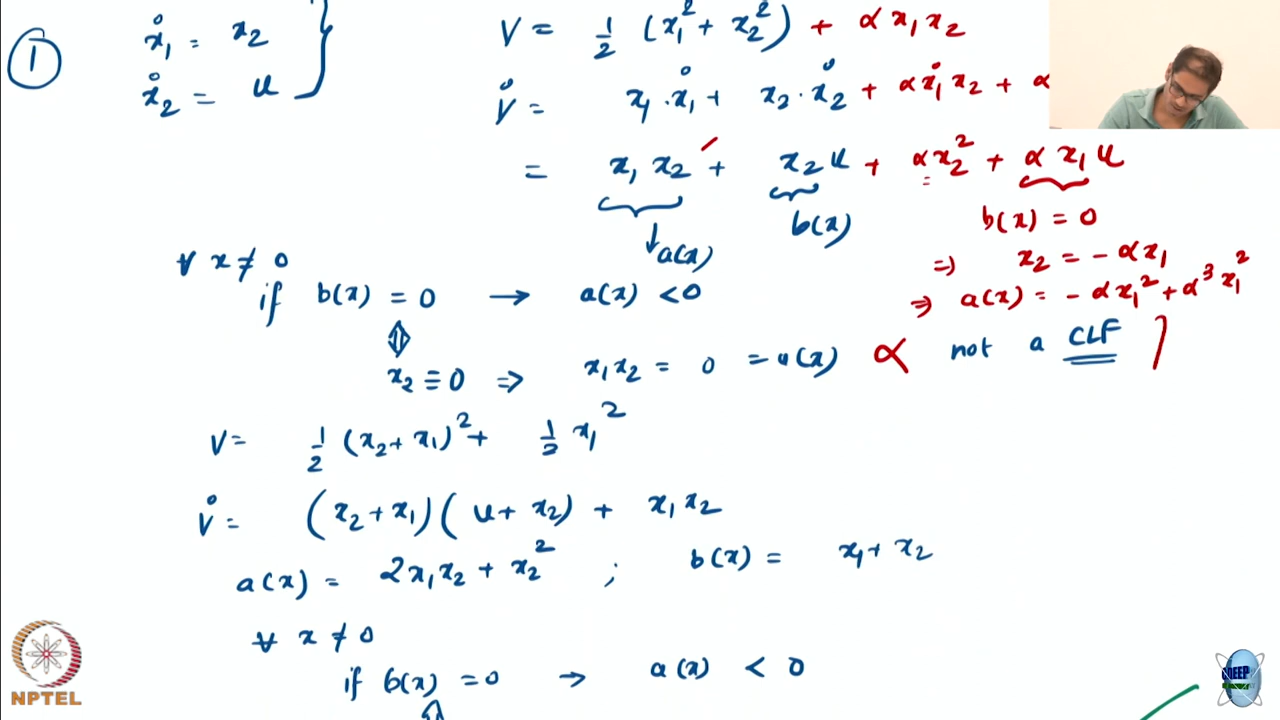 ① ẋ₁ = x₂ }
ẋ₂ = u
V = 1/2 (x₁² + x₂²) + α x₁ x₂
V̇ = x₁ · ẋ₁ + x₂ · ẋ₂ + α ẋ₁ x₂ + α
= x₁ x₂ + x₂ u + α x₂² + α x₁ u
↓ a(x) b(x) b(x) = 0
⇒ x₂ = - α x₁
⇒ a(x) = - α x₁² + α³ x₁²
∀ x ≠ 0
if b(x) = 0 → a(x) < 0
⇕
x₂ ≡ 0 ⇒ x₁ x₂ = 0 = a(x) α not a CLF ]
V = 1/2 (x₂ + x₁)² + 1/2 x₁²
V̇ = (x₂ + x₁) (u + x₂) + x₁ x₂
a(x) = 2 x₁ x₂ + x₂² ; b(x) = x₁ + x₂
∀ x ≠ 0
if b(x) = 0 → a(x) < 0
NPTEL